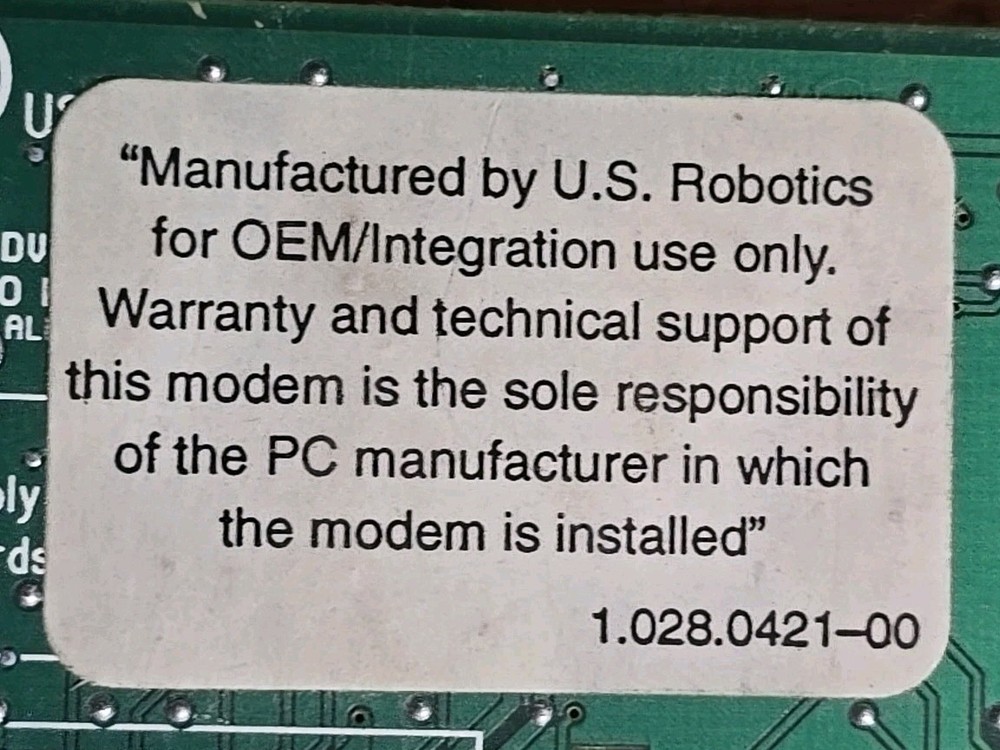 “Manufactured by U.S. Robotics
for OEM/Integration use only.
Warranty and technical support of
this modem is the sole responsibility
of the PC manufacturer in which
the modem is installed”
1.028.0421–00